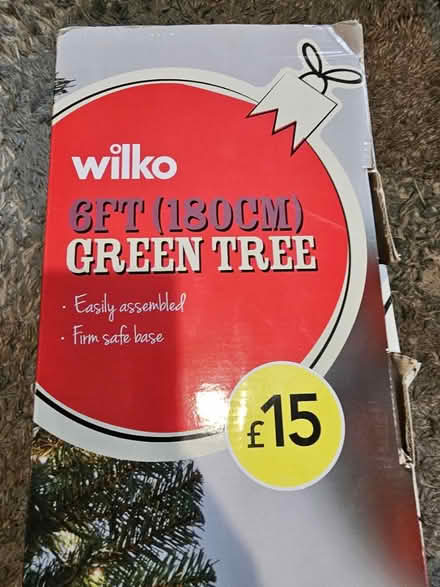 wilko
6FT (180CM)
GREEN TREE
· Easily assembled
· Firm safe base
£15